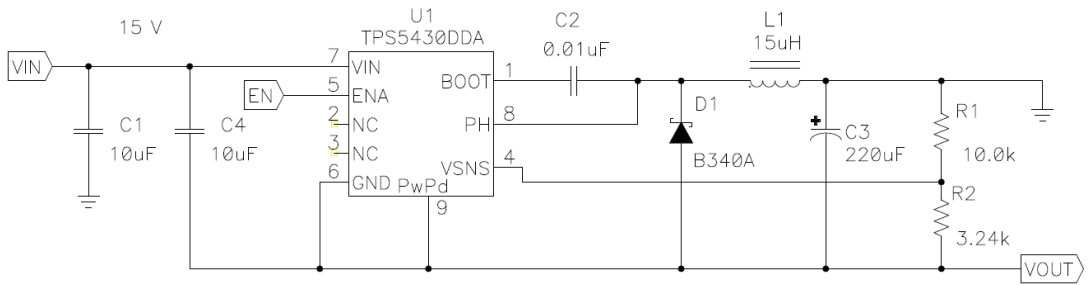 15 V
U1
TPS5430DDA
C2
0.01uF
L1
15uH
VIN
7
VIN
BOOT
1
EN
5
ENA
2
NC
PH
8
3
NC
VSNS
4
6
GND
PwPd
9
C1
10uF
C4
10uF
D1
B340A
C3
220uF
R1
10.0k
R2
3.24k
VOUT